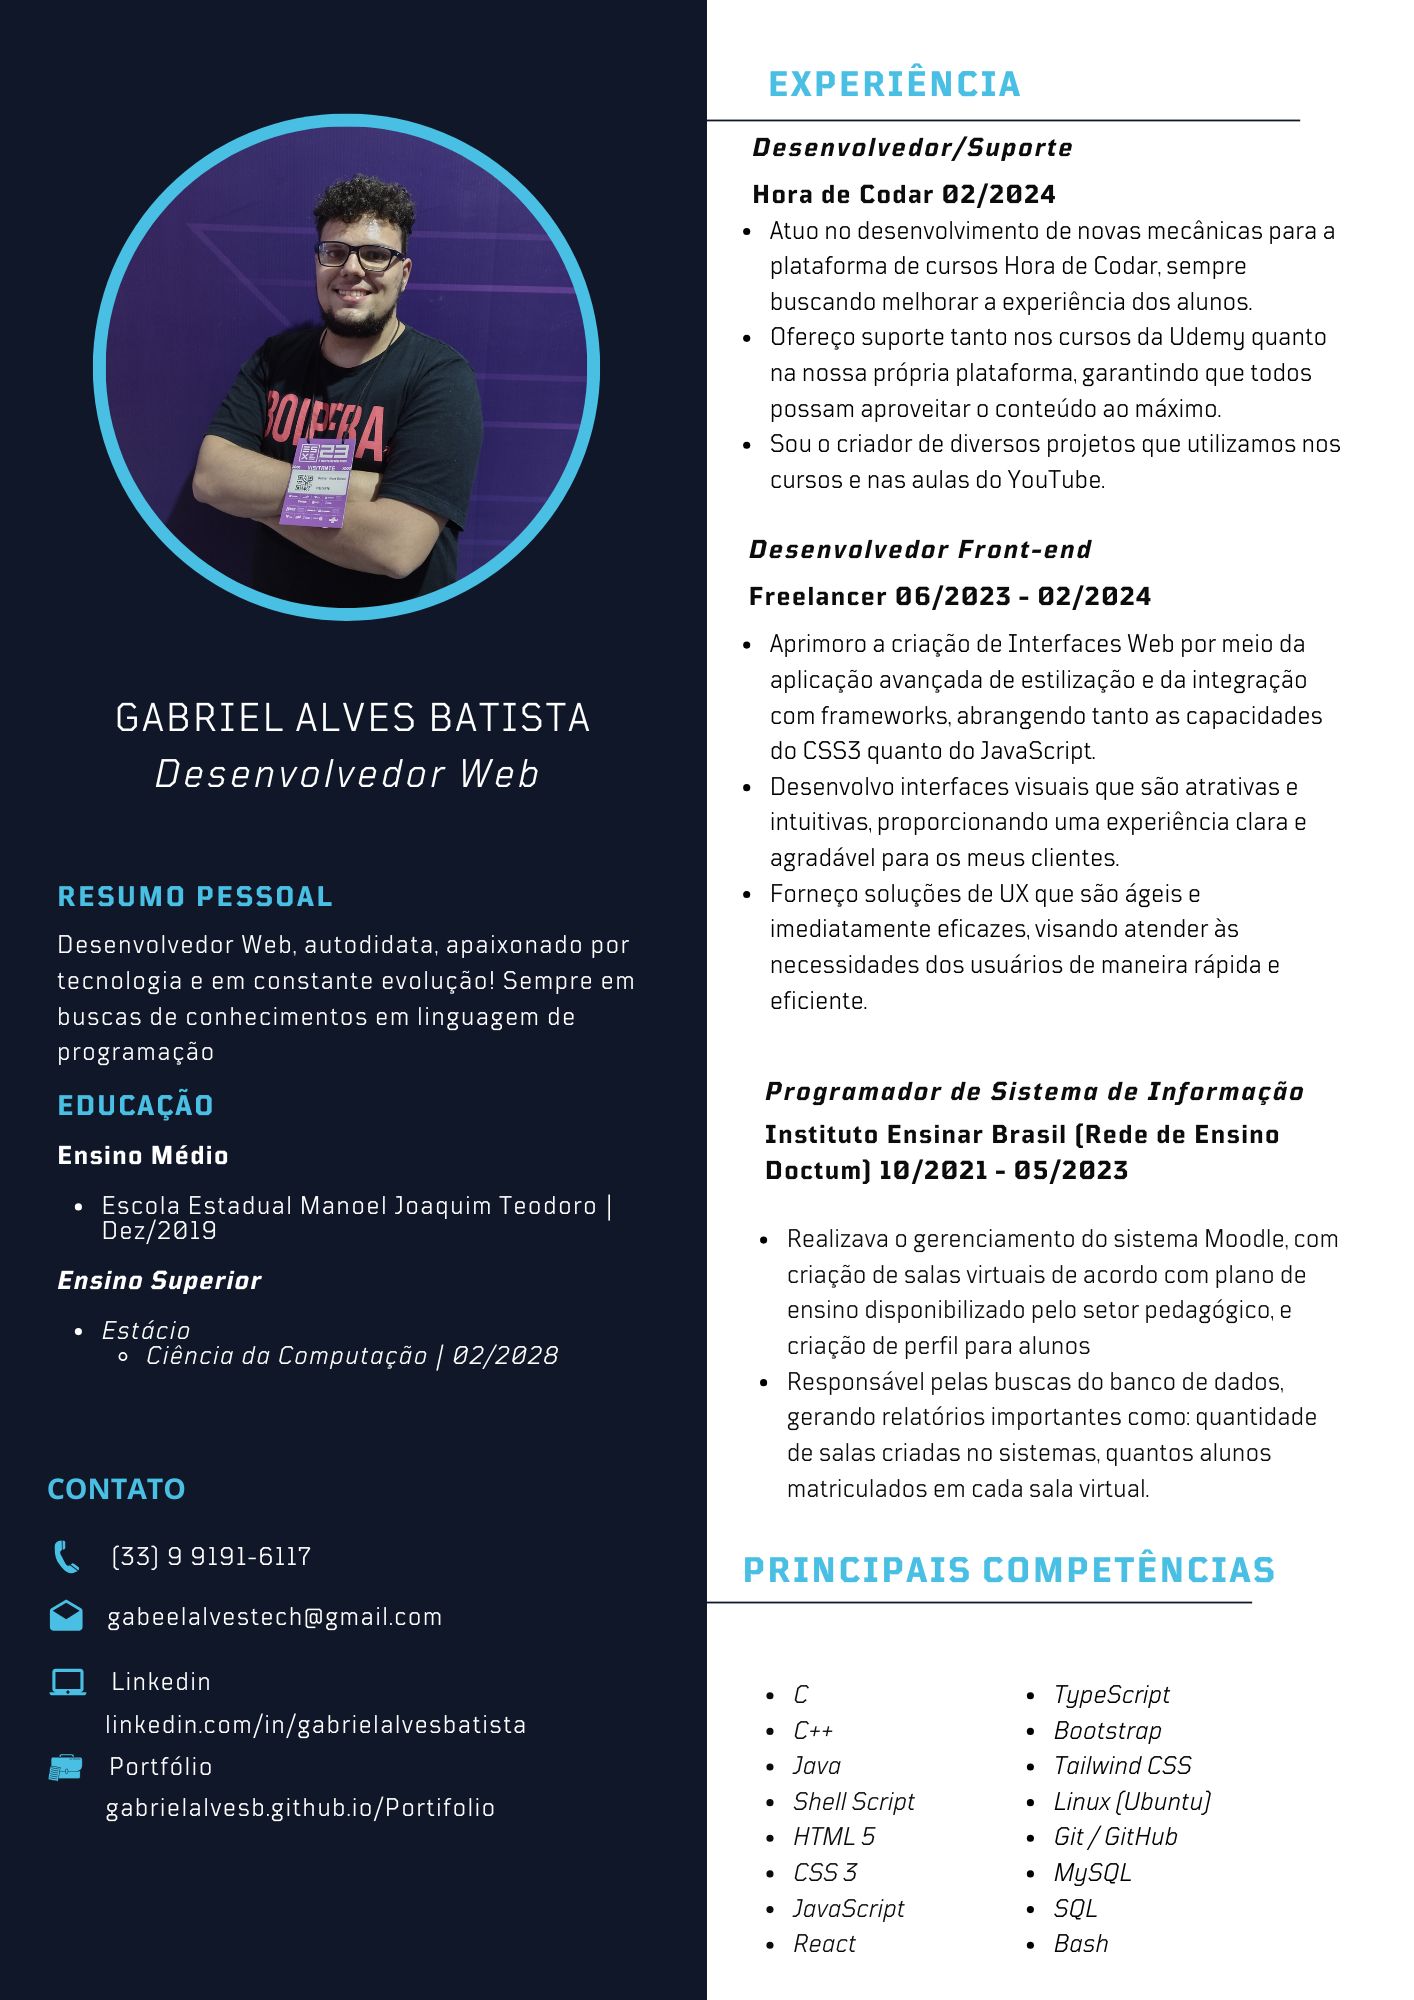 GABRIEL ALVES BATISTA
Desenvolvedor Web
RESUMO PESSOAL
Desenvolvedor Web, autodidata, apaixonado por
tecnologia e em constante evolução! Sempre em
buscas de conhecimentos em linguagem de
programação
EDUCAÇÃO
Ensino Médio
• Escola Estadual Manoel Joaquim Teodoro |
Dez/2019
Ensino Superior
• Estácio
◦ Ciência da Computação | 02/2028
CONTATO
(33) 9 9191-6117
gabeelalvestech@gmail.com
Linkedin
linkedin.com/in/gabrielalvesbatista
Portfólio
gabrielalvesb.github.io/Portifolio
EXPERIÊNCIA
Desenvolvedor/Suporte
Hora de Codar 02/2024
• Atuo no desenvolvimento de novas mecânicas para a
plataforma de cursos Hora de Codar, sempre
buscando melhorar a experiência dos alunos.
• Ofereço suporte tanto nos cursos da Udemy quanto
na nossa própria plataforma, garantindo que todos
possam aproveitar o conteúdo ao máximo.
• Sou o criador de diversos projetos que utilizamos nos
cursos e nas aulas do YouTube.
Desenvolvedor Front-end
Freelancer 06/2023 - 02/2024
• Aprimoro a criação de Interfaces Web por meio da
aplicação avançada de estilização e da integração
com frameworks, abrangendo tanto as capacidades
do CSS3 quanto do JavaScript.
• Desenvolvo interfaces visuais que são atrativas e
intuitivas, proporcionando uma experiência clara e
agradável para os meus clientes.
• Forneço soluções de UX que são ágeis e
imediatamente eficazes, visando atender às
necessidades dos usuários de maneira rápida e
eficiente.
Programador de Sistema de Informação
Instituto Ensinar Brasil (Rede de Ensino
Doctum) 10/2021 - 05/2023
• Realizava o gerenciamento do sistema Moodle, com
criação de salas virtuais de acordo com plano de
ensino disponibilizado pelo setor pedagógico, e
criação de perfil para alunos
• Responsável pelas buscas do banco de dados,
gerando relatórios importantes como: quantidade
de salas criadas no sistemas, quantos alunos
matriculados em cada sala virtual.
PRINCIPAIS COMPETÊNCIAS
• C
• C++
• Java
• Shell Script
• HTML 5
• CSS 3
• JavaScript
• React
• TypeScript
• Bootstrap
• Tailwind CSS
• Linux (Ubuntu)
• Git / GitHub
• MySQL
• SQL
• Bash